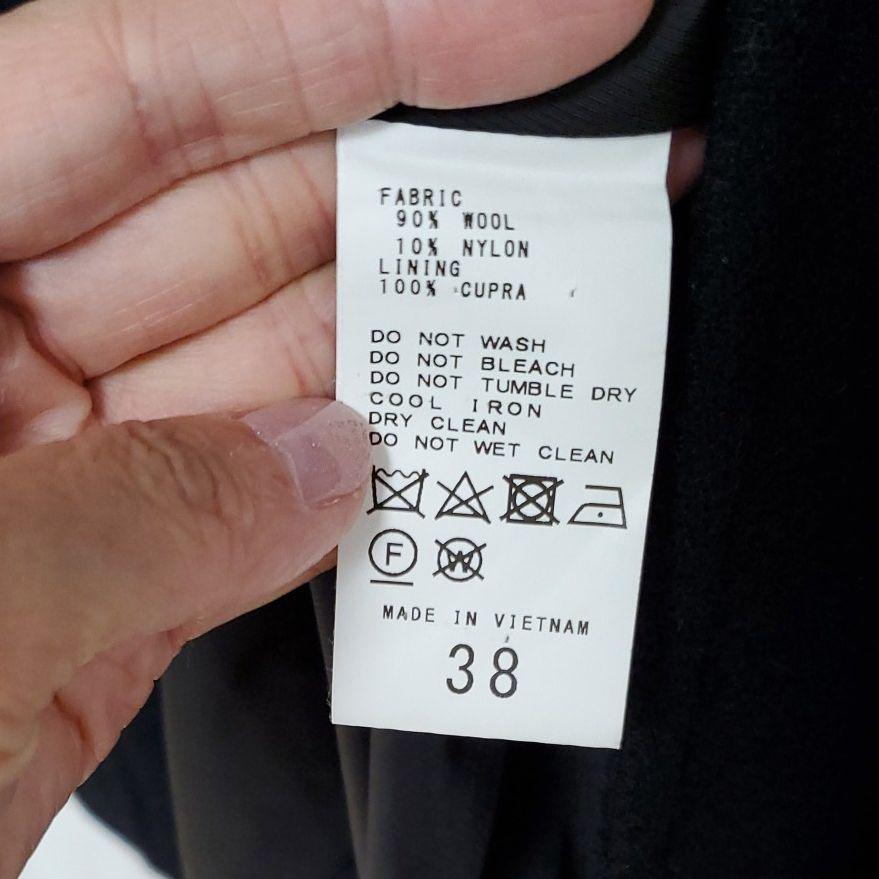 FABRIC
90% WOOL
10% NYLON
LINING
100% CUPRA
DO NOT WASH
DO NOT BLEACH
DO NOT TUMBLE DRY
COOL IRON
DRY CLEAN
DO NOT WET CLEAN
F W
MADE IN VIETNAM
38